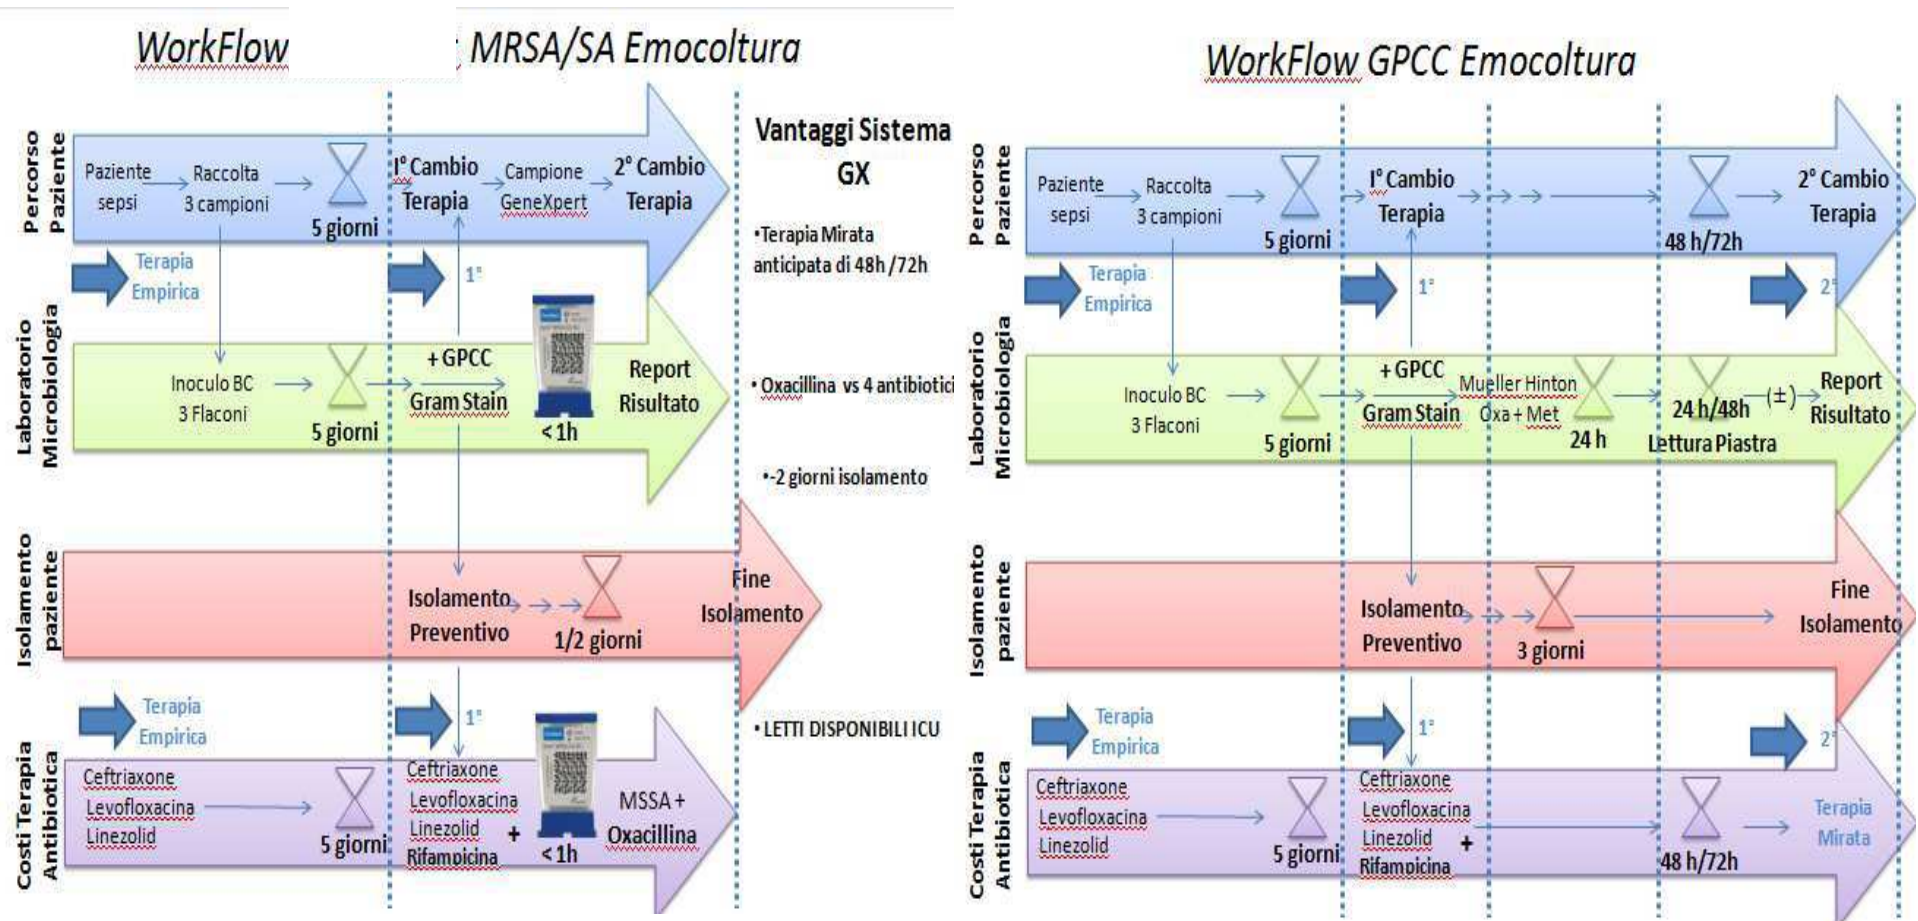 WorkFlow MRSA/SA Emocoltura
Percorso
Paziente
Paziente
sepsi
Raccolta
3 campioni
5 giorni
I° Cambio
Terapia
Campione
GeneXpert
2° Cambio
Terapia
Terapia
Empirica
1°
Laboratorio
Microbiologia
Inoculo BC
3 Flaconi
5 giorni
+ GPCC
Gram Stain
< 1h
Report
Risultato
Isolamento
paziente
Isolamento
Preventivo
1/2 giorni
Fine
Isolamento
Terapia
Empirica
1°
Costi Terapia
Antibiotica
Ceftriaxone
Levofloxacina
Linezolid
5 giorni
Ceftriaxone
Levofloxacina
Linezolid +
Rifampicina
< 1h
MSSA +
Oxacillina
Vantaggi Sistema
GX
•Terapia Mirata
anticipata di 48h /72h
• Oxacillina vs 4 antibiotici
•-2 giorni isolamento
• LETTI DISPONIBILI ICU
WorkFlow GPCC Emocoltura
Percorso
Paziente
Paziente
sepsi
Raccolta
3 campioni
5 giorni
I° Cambio
Terapia
48 h/72h
2° Cambio
Terapia
Terapia
Empirica
1°
2°
Laboratorio
Microbiologia
Inoculo BC
3 Flaconi
5 giorni
+ GPCC
Gram Stain
Mueller Hinton
Oxa + Met
24 h
24 h/48h
Lettura Piastra
(±)
Report
Risultato
Isolamento
paziente
Isolamento
Preventivo
3 giorni
Fine
Isolamento
Terapia
Empirica
1°
2°
Costi Terapia
Antibiotica
Ceftriaxone
Levofloxacina
Linezolid
5 giorni
Ceftriaxone
Levofloxacina
Linezolid +
Rifampicina
48 h/72h
Terapia
Mirata